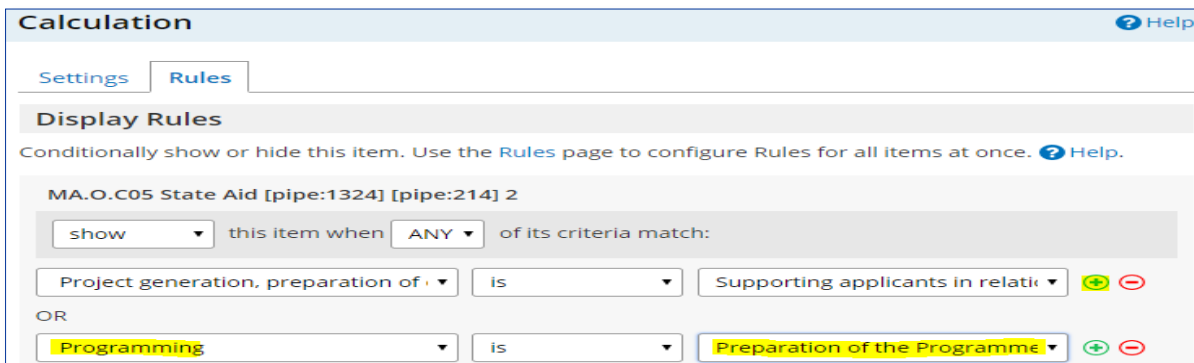 Calculation
Help
Settings Rules
Display Rules
Conditionally show or hide this item. Use the Rules page to configure Rules for all items at once. Help.
MA.O.C05 State Aid [pipe:1324] [pipe:214] 2
show this item when ANY of its criteria match:
Project generation, preparation of is Supporting applicants in relati
OR
Programming is Preparation of the Programme